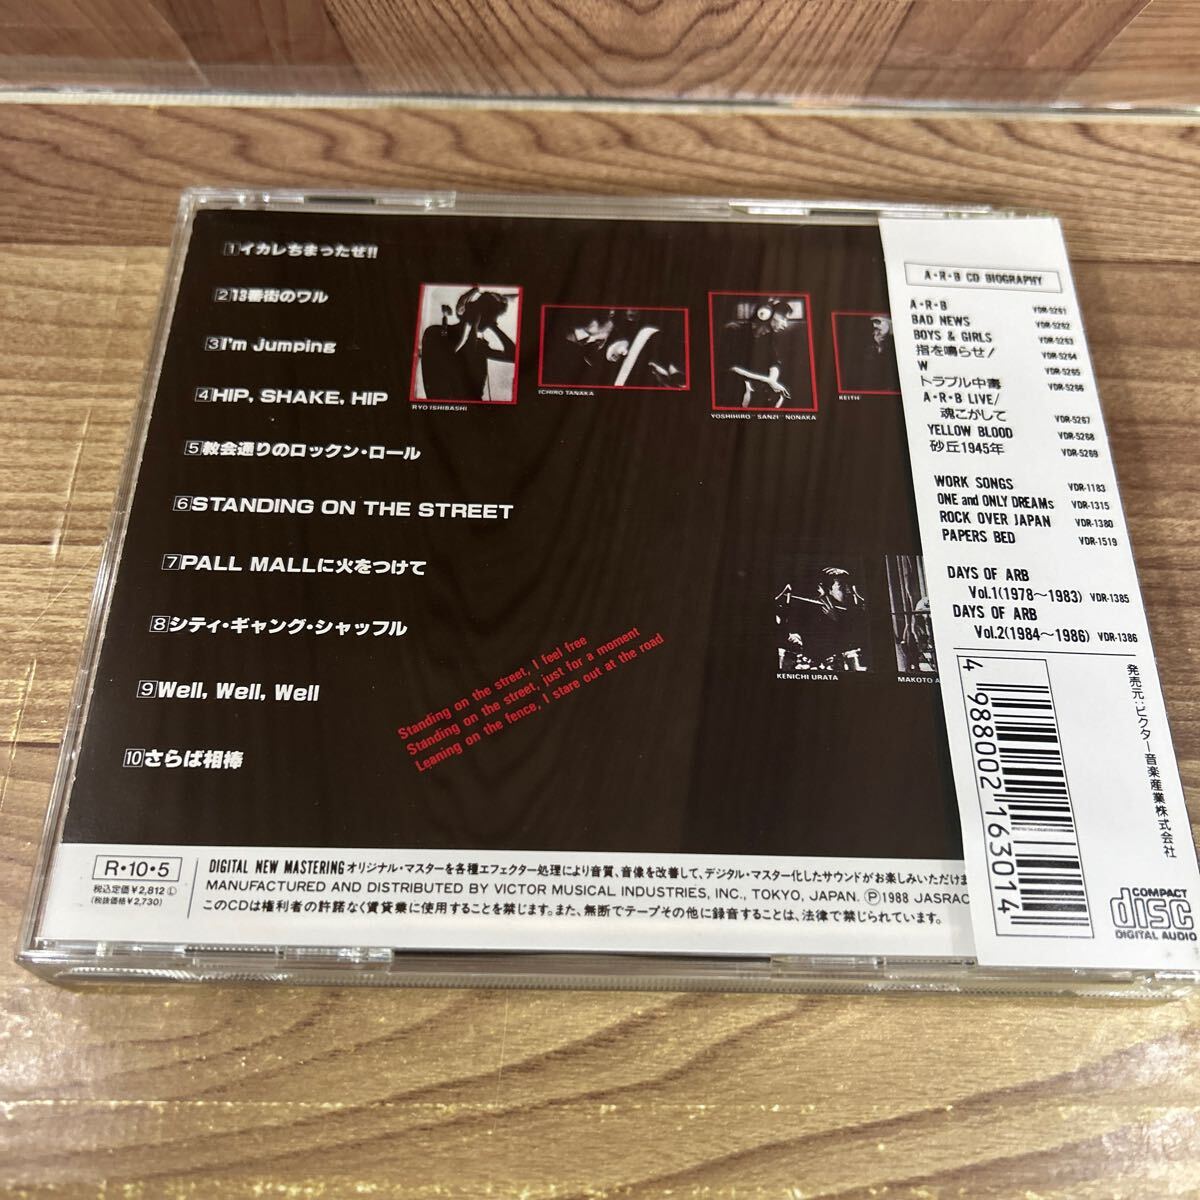 1イカレちまったぜ!!
2 13番街のワル
3 I'm Jumping
4 HIP, SHAKE, HIP
5 教会通りのロックン・ロール
6 STANDING ON THE STREET
7 PALL MALLに火をつけて
8 シティ・ギャング・シャッフル
9 Well, Well, Well
10 さらば相棒
RYO ISHIBASHI
ICHIRO TANAKA
YOSHIHIRO "SANZI" NONAKA
KEITH
KENICHI URATA
MAKOTO A
Standing on the street, I feel free
Standing on the street, just for a moment
Leaning on the fence, I stare out at the road
A・R・B CD BIOGRAPHY
A・R・B VDR-5261
BAD NEWS VDR-5262
BOYS & GIRLS VDR-5263
指を鳴らせ! VDR-5264
W VDR-5265
トラブル中毒 VDR-5266
A・R・B LIVE/
魂こがして VDR-5267
YELLOW BLOOD VDR-5268
砂丘1945年 VDR-5269
WORK SONGS VDR-1183
ONE and ONLY DREAMs VDR-1315
ROCK OVER JAPAN VDR-1380
PAPERS BED VDR-1519
DAYS OF ARB
Vol.1(1978〜1983) VDR-1385
DAYS OF ARB
Vol.2(1984〜1986) VDR-1386
発売元:ビクター音楽産業株式会社
4 988002 163014
COMPACT
disc
DIGITAL AUDIO
R・10・5
税込定価¥2,812 Ⓛ
(税抜価格¥2,730)
DIGITAL NEW MASTERING オリジナル・マスターを各種エフェクター処理により音質、音像を改善して、デジタル・マスター化したサウンドがお楽しみいただけま
MANUFACTURED AND DISTRIBUTED BY VICTOR MUSICAL INDUSTRIES, INC., TOKYO, JAPAN. Ⓟ1988 JASRAC
このCDは権利者の許諾なく賃貸業に使用することを禁じます。また、無断でテープその他に録音することは、法律で禁じられています。